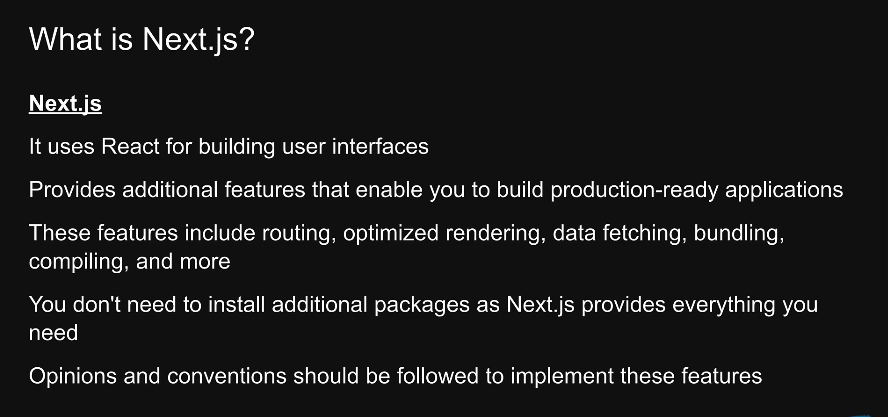 What is Next.js?
Next.js
It uses React for building user interfaces
Provides additional features that enable you to build production-ready applications
These features include routing, optimized rendering, data fetching, bundling,
compiling, and more
You don't need to install additional packages as Next.js provides everything you
need
Opinions and conventions should be followed to implement these features